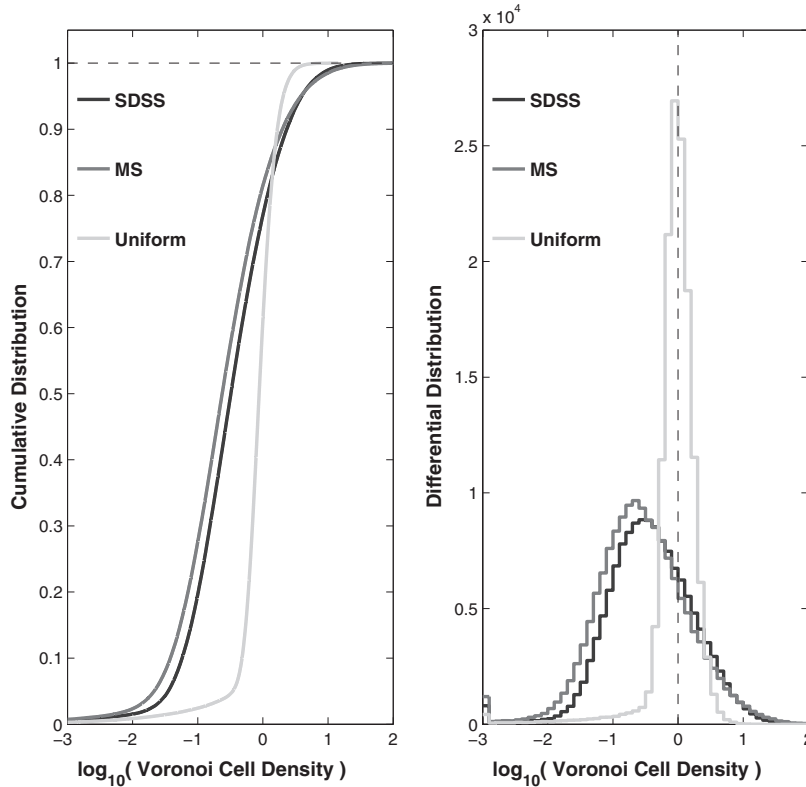 1
0.9
0.8
0.7
0.6
0.5
0.4
0.3
0.2
0.1
0
−3
−2
−1
0
1
2
Cumulative Distribution
log10( Voronoi Cell Density )
SDSS
MS
Uniform
x 10^4
3
2.5
2
1.5
1
0.5
0
−3
−2
−1
0
1
2
Differential Distribution
log10( Voronoi Cell Density )
SDSS
MS
Uniform